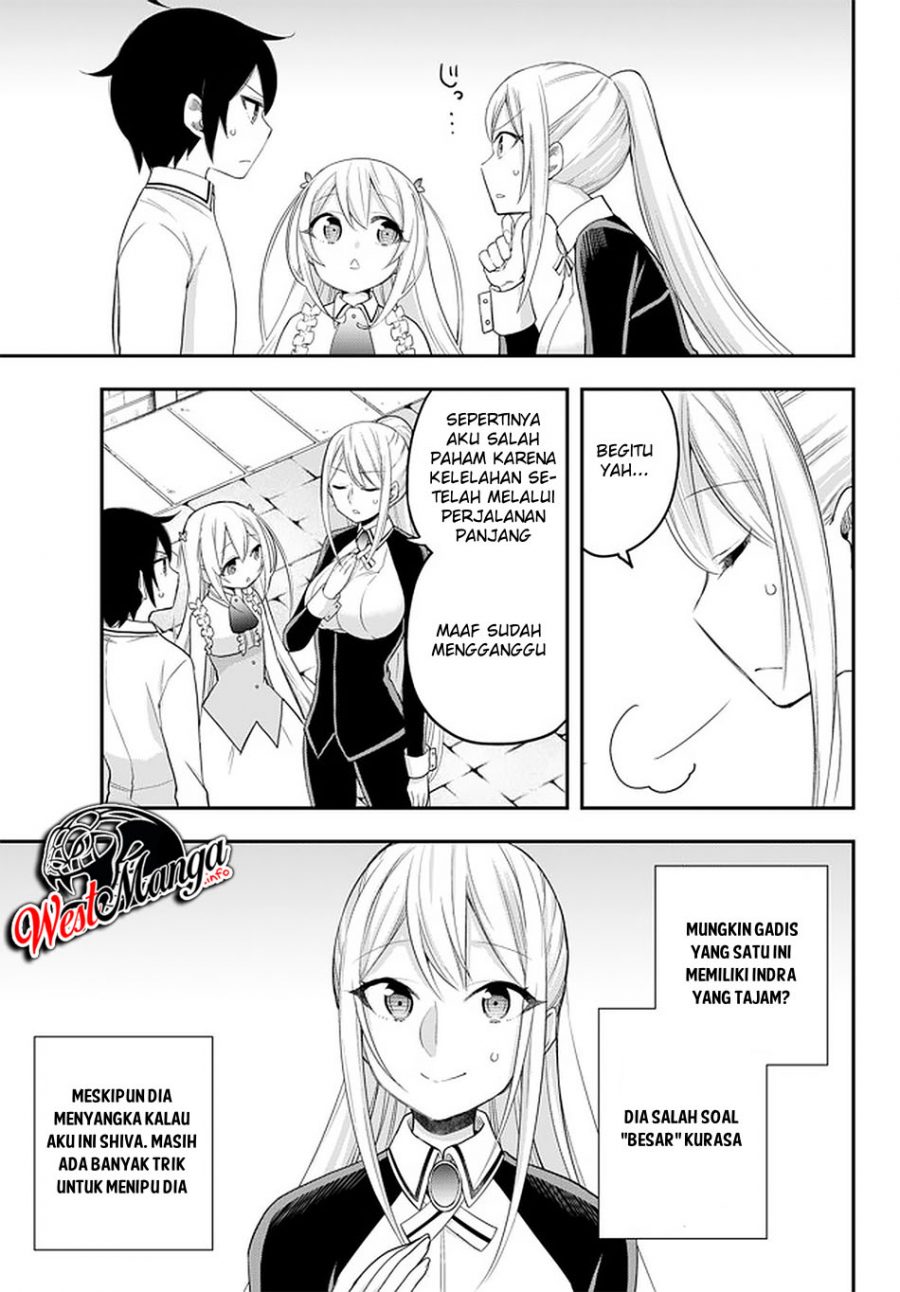 じっ…
BEGITU
YAH...
SEPERTINYA
AKU SALAH
PAHAM KARENA
KELELAHAN SE-
TELAH MELALUI
PERJALANAN
PANJANG
MAAF SUDAH
MENGGANGGU
WestManga
.info
MUNGKIN GADIS
YANG SATU INI
MEMILIKI INDRA
YANG TAJAM?
DIA SALAH SOAL
"BESAR" KURASA
MESKIPUN DIA
MENYANGKA KALAU
AKU INI SHIVA. MASIH
ADA BANYAK TRIK
UNTUK MENIPU DIA